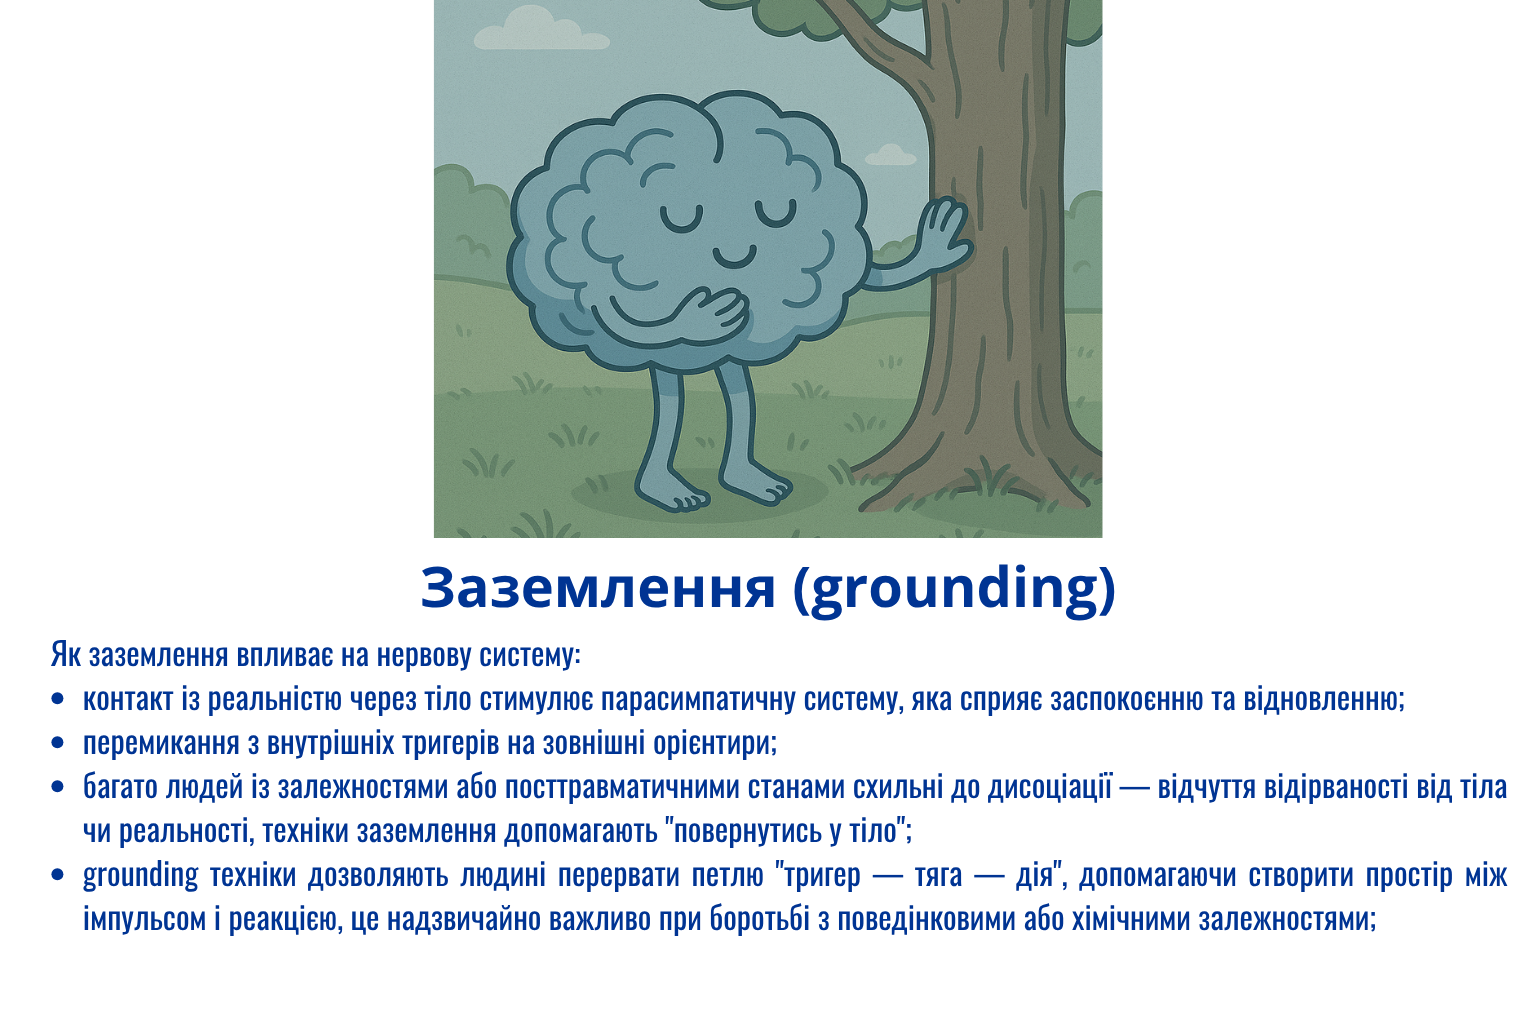 Заземлення (grounding)
Як заземлення впливає на нервову систему:
• контакт із реальністю через тіло стимулює парасимпатичну систему, яка сприяє заспокоєнню та відновленню;
• перемикання з внутрішніх тригерів на зовнішні орієнтири;
• багато людей із залежностями або посттравматичними станами схильні до дисоціації — відчуття відірваності від тіла
чи реальності, техніки заземлення допомагають "повернутись у тіло";
• grounding техніки дозволяють людині перервати петлю "тригер — тяга — дія", допомагаючи створити простір між
імпульсом і реакцією, це надзвичайно важливо при боротьбі з поведінковими або хімічними залежностями;